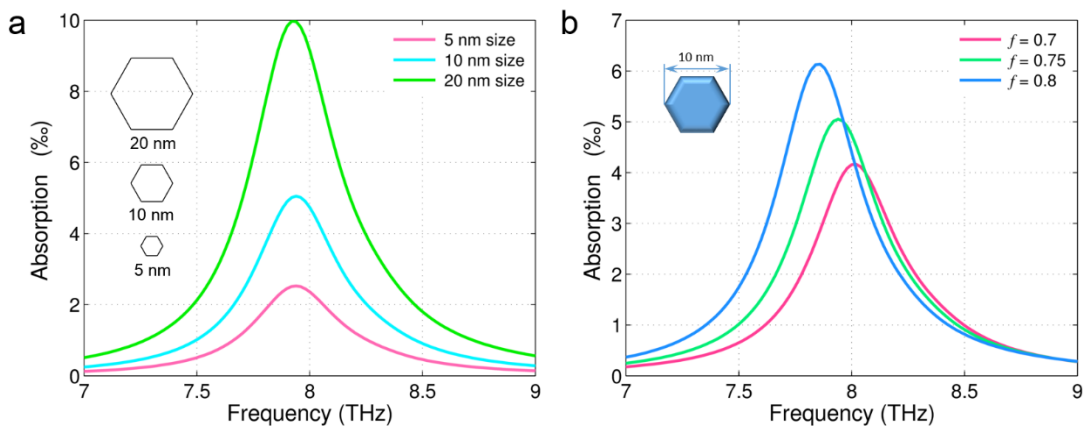 a
10
8
6
4
2
0
Absorption (‰)
7
7.5
8
8.5
9
Frequency (THz)
5 nm size
10 nm size
20 nm size
20 nm
10 nm
5 nm
b
7
6
5
4
3
2
1
0
Absorption (‰)
7
7.5
8
8.5
9
Frequency (THz)
f = 0.7
f = 0.75
f = 0.8
10 nm